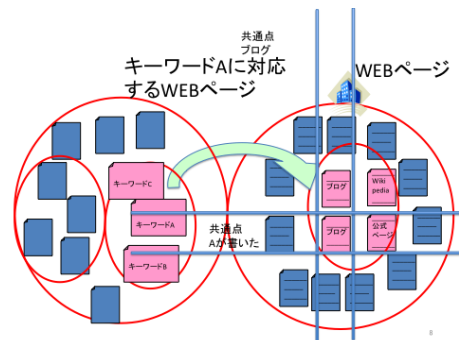 共通点
ブログ
キーワードAに対応
するWEBページ
WEBページ
キーワードC
キーワードA
キーワードB
共通点
Aが書いた
ブログ
Wiki
pedia
ブログ
公式
ページ
8